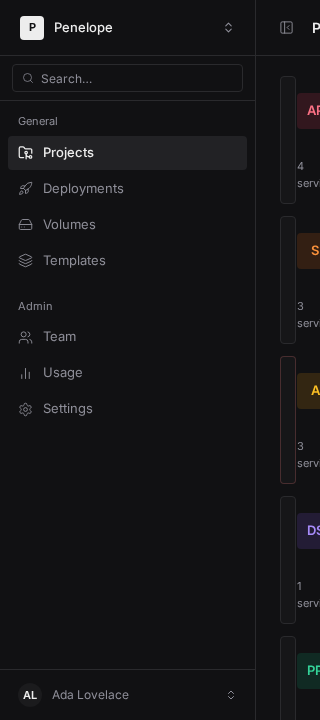 P Penelope
P
Search...
General
Projects
Deployments
Volumes
Templates
Admin
Team
Usage
Settings
AL Ada Lovelace
4
3
3
1